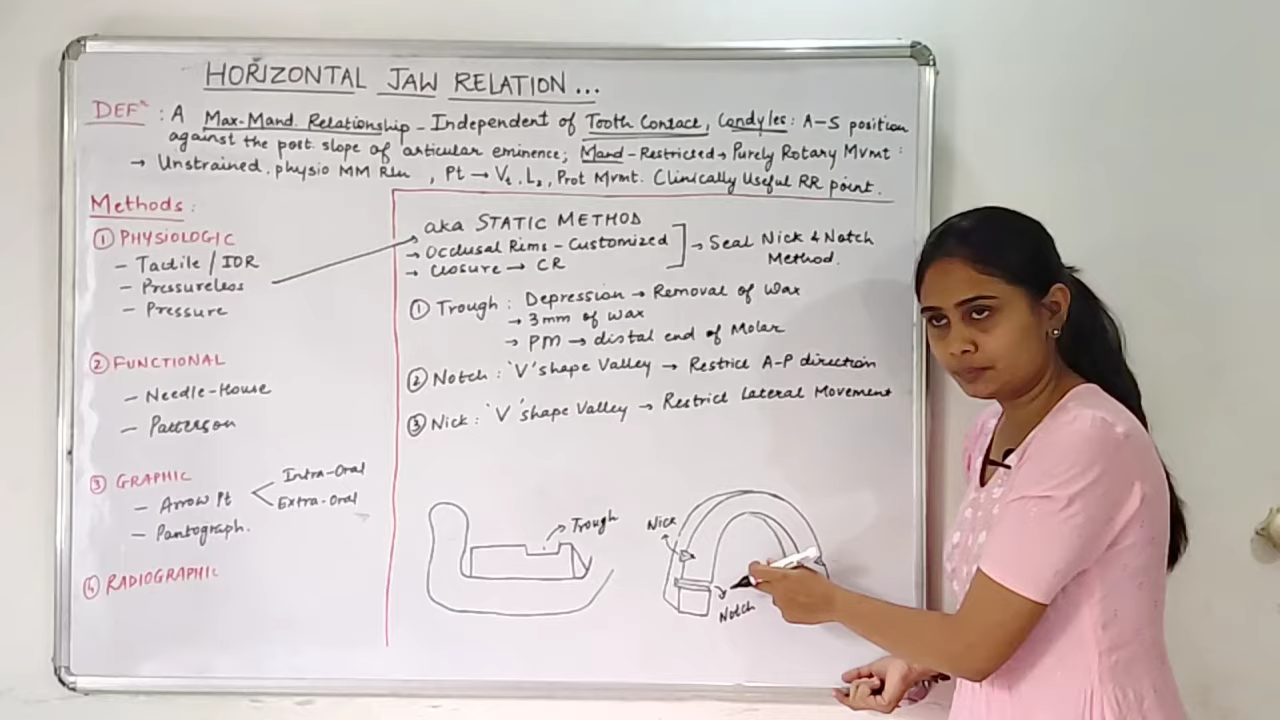 HORIZONTAL JAW RELATION...
DEFⁿ : A Max-Mand. Relationship - Independent of Tooth Contact, Condyles: A-S position
against the post. slope of articular eminence; Mand - Restricted → Purely Rotary Mvmt :
→ Unstrained, physio MM Rln , Pt → Vt, Lr, Prot Mvmt. Clinically Useful RR point.
Methods :
① PHYSIOLOGIC
- Tactile / IOR
- Pressureless
- Pressure
② FUNCTIONAL
- Needle-House
- Patterson
③ GRAPHIC
- Arrow Pt
Intra-Oral
Extra-Oral
- Pantograph.
④ RADIOGRAPHIC
aka STATIC METHOD
→ Occlusal Rims - Customized
→ Closure → CR
→ Seal Nick & Notch
Method.
① Trough : Depression → Removal of Wax
→ 3mm of wax
→ PM → distal end of Molar
② Notch : 'V' shape Valley → Restrict A-P direction
③ Nick : 'V' shape Valley → Restrict Lateral Movement
Trough
Nick
Notch